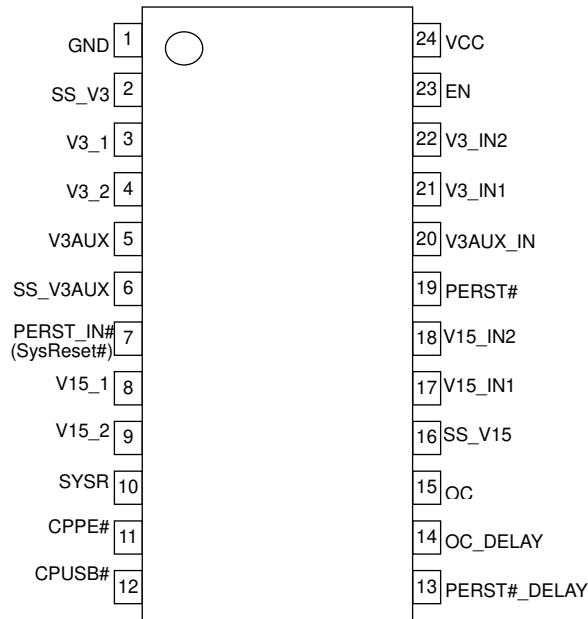 GND 1
SS_V3 2
V3_1 3
V3_2 4
V3AUX 5
SS_V3AUX 6
PERST_IN#
(SysReset#) 7
V15_1 8
V15_2 9
SYSR 10
CPPE# 11
CPUSB# 12
24 VCC
23 EN
22 V3_IN2
21 V3_IN1
20 V3AUX_IN
19 PERST#
18 V15_IN2
17 V15_IN1
16 SS_V15
15 OC
14 OC_DELAY
13 PERST#_DELAY